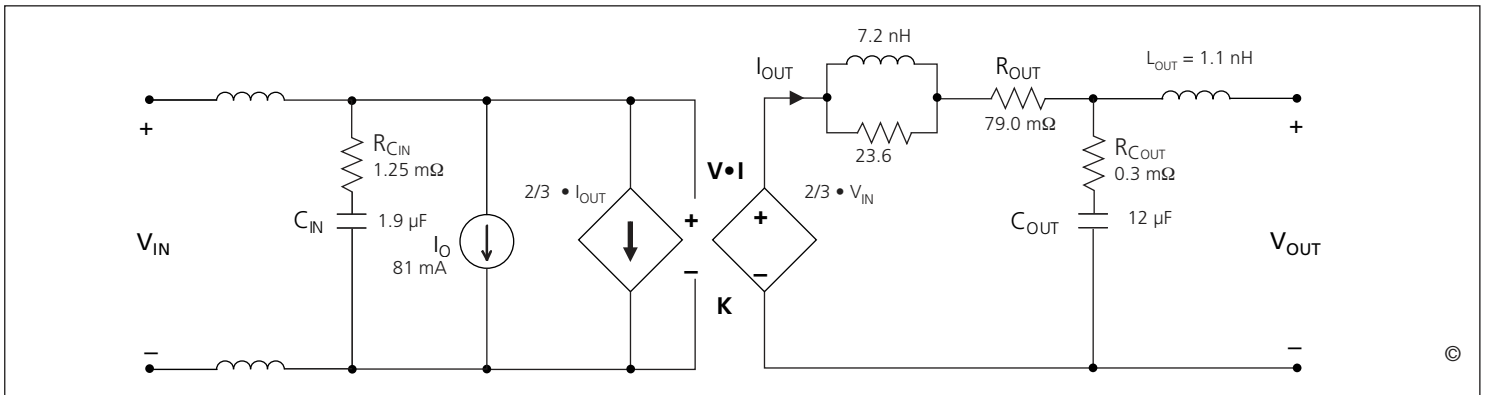 7.2 nH
I_OUT
R_OUT
L_OUT = 1.1 nH
+
79.0 mΩ
+
R_CIN
1.25 mΩ
23.6
R_COUT
0.3 mΩ
V•I
2/3 • I_OUT
2/3 • V_IN
C_IN
1.9 µF
+
+
C_OUT
12 µF
V_IN
I_O
81 mA
V_OUT
–
–
K
–
–
©